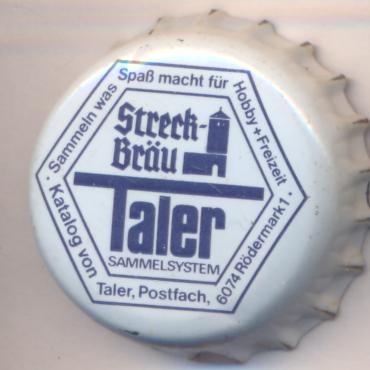 Sammeln was Spaß macht für Hobby + Freizeit ·
Streck-
Bräu
Taler
SAMMELSYSTEM
· Katalog von Taler, Postfach, 6074 Rödermark 1 ·